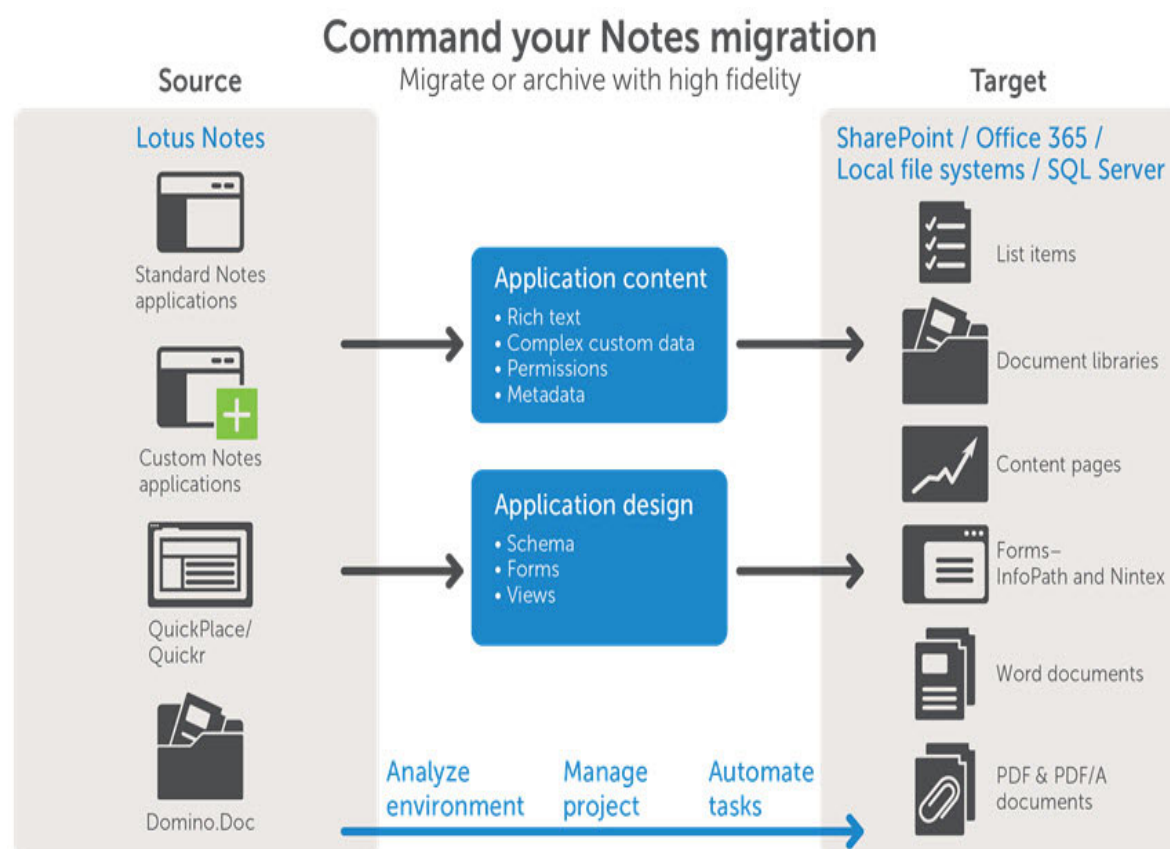 Command your Notes migration
Migrate or archive with high fidelity
Source
Lotus Notes
Standard Notes
applications
Custom Notes
applications
QuickPlace/
Quickr
Domino.Doc
Application content
• Rich text
• Complex custom data
• Permissions
• Metadata
Application design
• Schema
• Forms
• Views
Analyze
environment
Manage
project
Automate
tasks
Target
SharePoint / Office 365 /
Local file systems / SQL Server
List items
Document libraries
Content pages
Forms–
InfoPath and Nintex
Word documents
PDF & PDF/A
documents